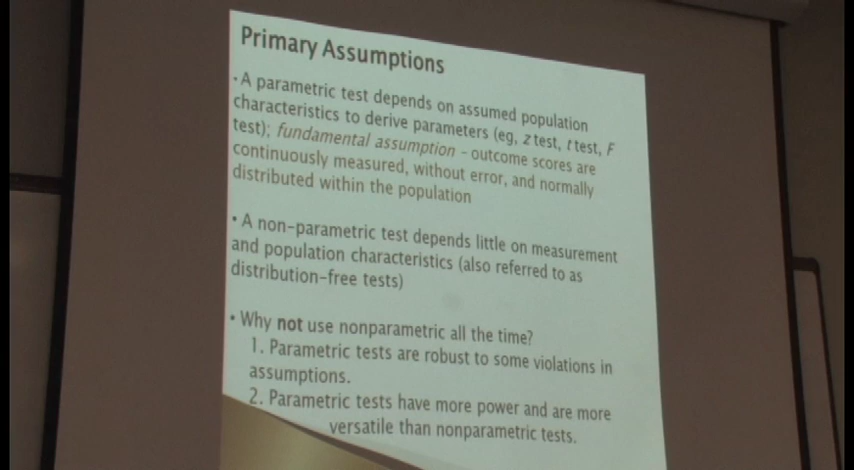 Primary Assumptions
• A parametric test depends on assumed population
characteristics to derive parameters (eg, z test, t test, F
test); fundamental assumption – outcome scores are
continuously measured, without error, and normally
distributed within the population
• A non-parametric test depends little on measurement
and population characteristics (also referred to as
distribution-free tests)
• Why not use nonparametric all the time?
1. Parametric tests are robust to some violations in
assumptions.
2. Parametric tests have more power and are more
versatile than nonparametric tests.